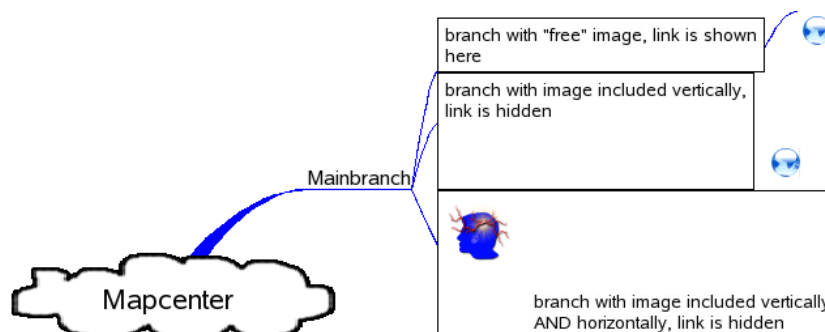 branch with "free" image, link is shown
here
branch with image included vertically,
link is hidden
Mainbranch
Mapcenter
branch with image included vertically
AND horizontally, link is hidden